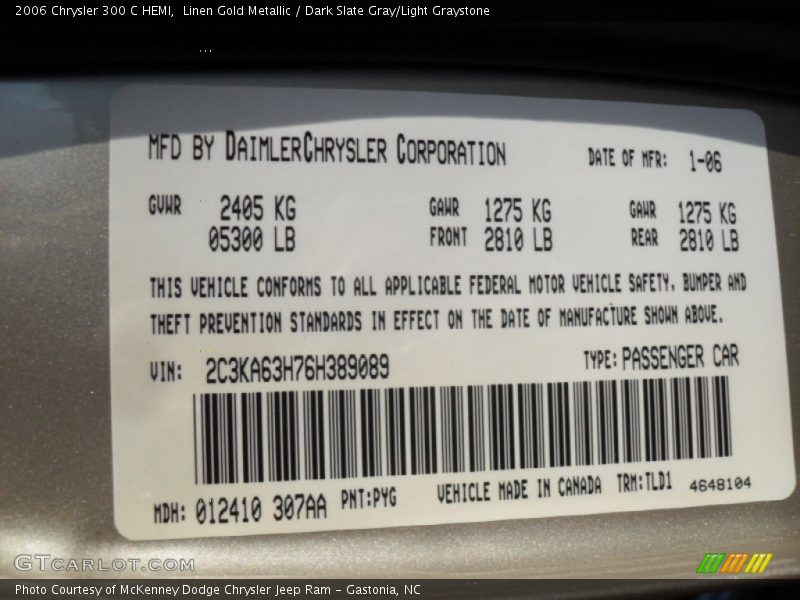 2006 Chrysler 300 C HEMI,  Linen Gold Metallic / Dark Slate Gray/Light Graystone
MFD BY DAIMLERCHRYSLER CORPORATION DATE OF MFR: 1-06
GVWR 2405 KG GAWR 1275 KG GAWR 1275 KG
05300 LB FRONT 2810 LB REAR 2810 LB
THIS VEHICLE CONFORMS TO ALL APPLICABLE FEDERAL MOTOR VEHICLE SAFETY, BUMPER AND
THEFT PREVENTION STANDARDS IN EFFECT ON THE DATE OF MANUFACTURE SHOWN ABOVE.
VIN: 2C3KA63H76H389089 TYPE: PASSENGER CAR
MDH: 012410 307AA PNT:PYG VEHICLE MADE IN CANADA TRM:TLD1 4648104
GTCARLOT.COM
Photo Courtesy of McKenney Dodge Chrysler Jeep Ram – Gastonia, NC